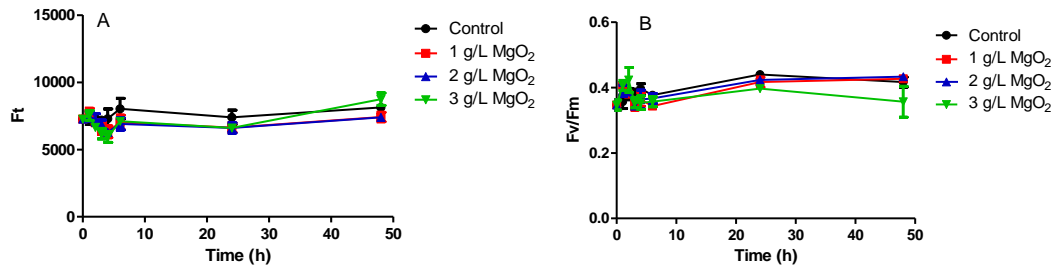 A
15000
10000
5000
0
Ft
0 10 20 30 40 50
Time (h)
Control
1 g/L MgO₂
2 g/L MgO₂
3 g/L MgO₂
B
0.6
0.4
0.2
0.0
Fv/Fm
0 10 20 30 40 50
Time (h)
Control
1 g/L MgO₂
2 g/L MgO₂
3 g/L MgO₂